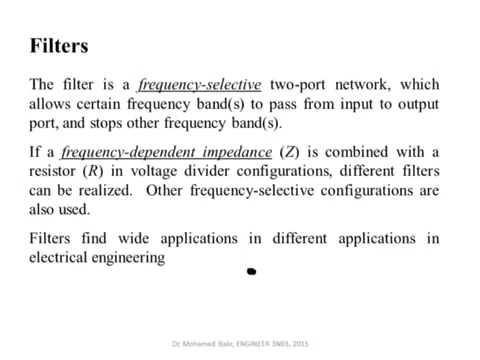 Filters
The filter is a frequency-selective two-port network, which
allows certain frequency band(s) to pass from input to output
port, and stops other frequency band(s).
If a frequency-dependent impedance (Z) is combined with a
resistor (R) in voltage divider configurations, different filters
can be realized. Other frequency-selective configurations are
also used.
Filters find wide applications in different applications in
electrical engineering
Dr. Mohamed Bakr, ENGINEER 3N03, 2015